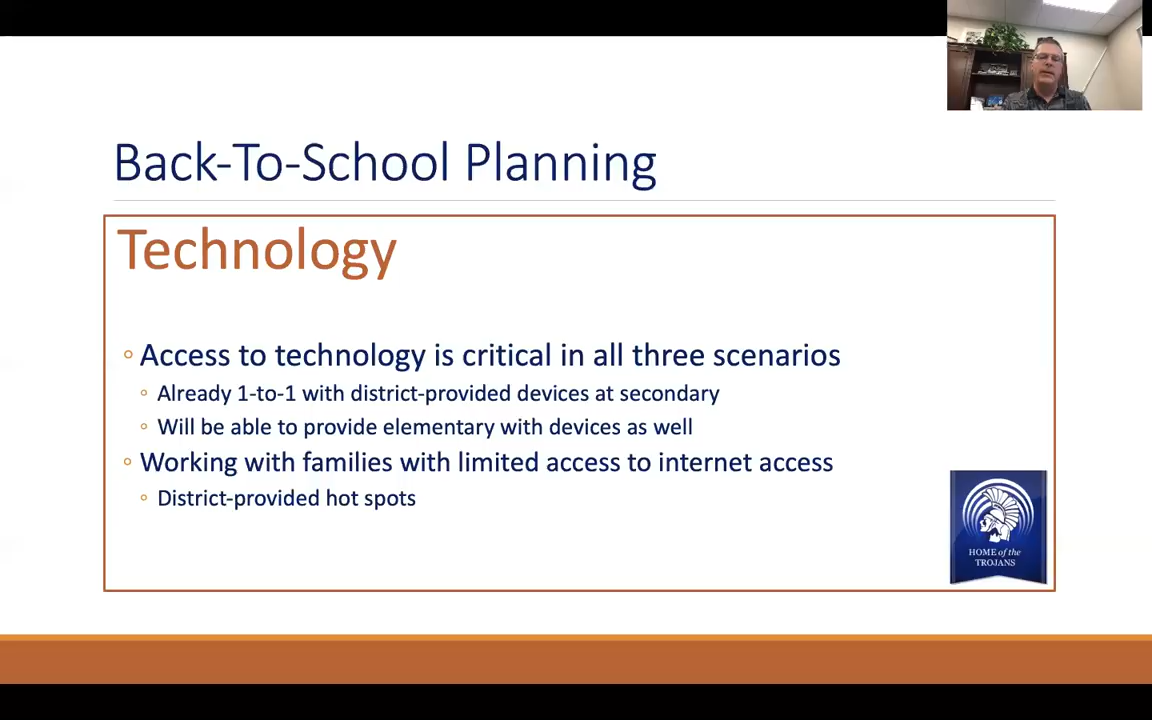 Back-To-School Planning
Technology
Access to technology is critical in all three scenarios
Already 1-to-1 with district-provided devices at secondary
Will be able to provide elementary with devices as well
Working with families with limited access to internet access
District-provided hot spots
HOME of the
TROJANS